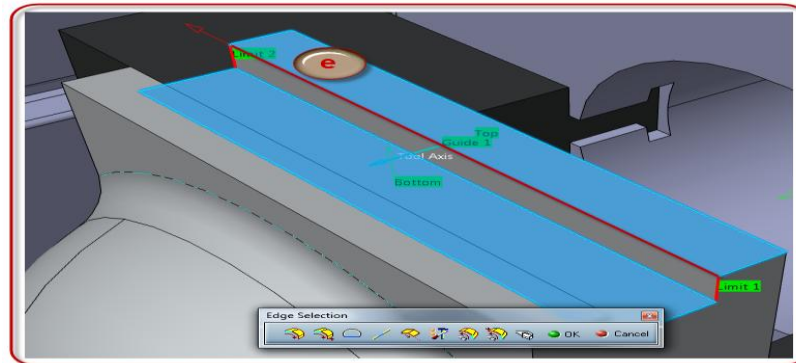 Limit 2
e
Top
Guide 1
Tool Axis
Bottom
Limit 1
Edge Selection
OK
Cancel